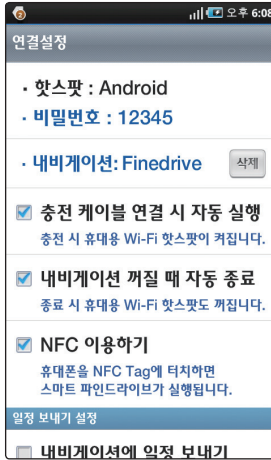 오후 6:08
연결설정
· 핫스팟 : Android
· 비밀번호 : 12345
· 내비게이션: Finedrive
삭제
충전 케이블 연결 시 자동 실행
충전 시 휴대용 Wi-Fi 핫스팟이 켜집니다.
내비게이션 꺼질 때 자동 종료
종료 시 휴대용 Wi-Fi 핫스팟도 꺼집니다.
NFC 이용하기
휴대폰을 NFC Tag에 터치하면
스마트 파인드라이브가 실행됩니다.
일정 보내기 설정
내비게이션에 일정 보내기